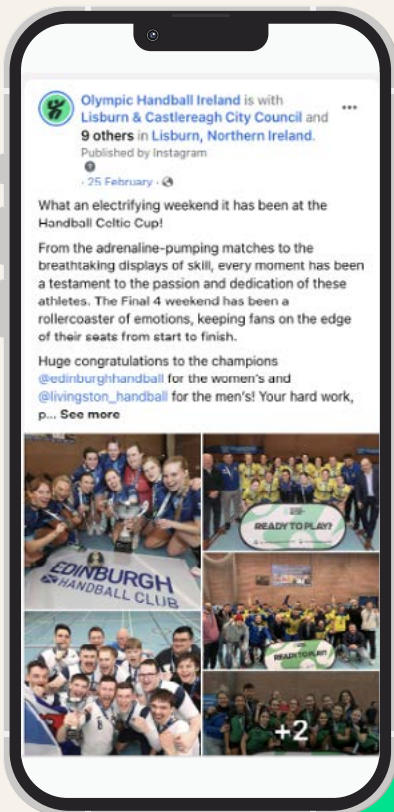 Olympic Handball Ireland is with
Lisburn & Castlereagh City Council and
9 others in Lisburn, Northern Ireland.
Published by Instagram
· 25 February ·
What an electrifying weekend it has been at the
Handball Celtic Cup!
From the adrenaline-pumping matches to the
breathtaking displays of skill, every moment has been
a testament to the passion and dedication of these
athletes. The Final 4 weekend has been a
rollercoaster of emotions, keeping fans on the edge
of their seats from start to finish.
Huge congratulations to the champions
@edinburghhandball for the women's and
@livingston_handball for the men's! Your hard work,
p... See more
EDINBURGH
HANDBALL CLUB
READY TO PLAY?
READY TO PLAY?
+2